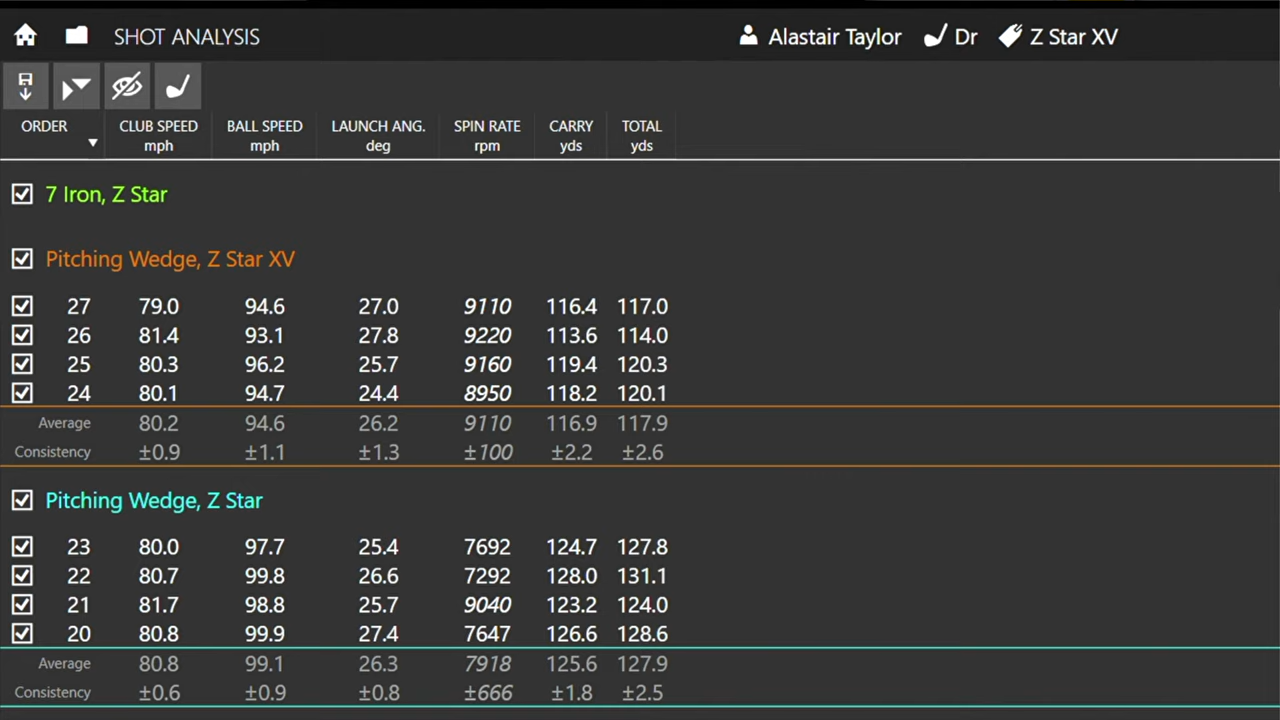 SHOT ANALYSIS Alastair Taylor Dr Z Star XV
ORDER CLUB SPEED BALL SPEED LAUNCH ANG. SPIN RATE CARRY TOTAL
mph mph deg rpm yds yds
7 Iron, Z Star
Pitching Wedge, Z Star XV
27 79.0 94.6 27.0 9110 116.4 117.0
26 81.4 93.1 27.8 9220 113.6 114.0
25 80.3 96.2 25.7 9160 119.4 120.3
24 80.1 94.7 24.4 8950 118.2 120.1
Average 80.2 94.6 26.2 9110 116.9 117.9
Consistency ±0.9 ±1.1 ±1.3 ±100 ±2.2 ±2.6
Pitching Wedge, Z Star
23 80.0 97.7 25.4 7692 124.7 127.8
22 80.7 99.8 26.6 7292 128.0 131.1
21 81.7 98.8 25.7 9040 123.2 124.0
20 80.8 99.9 27.4 7647 126.6 128.6
Average 80.8 99.1 26.3 7918 125.6 127.9
Consistency ±0.6 ±0.9 ±0.8 ±666 ±1.8 ±2.5